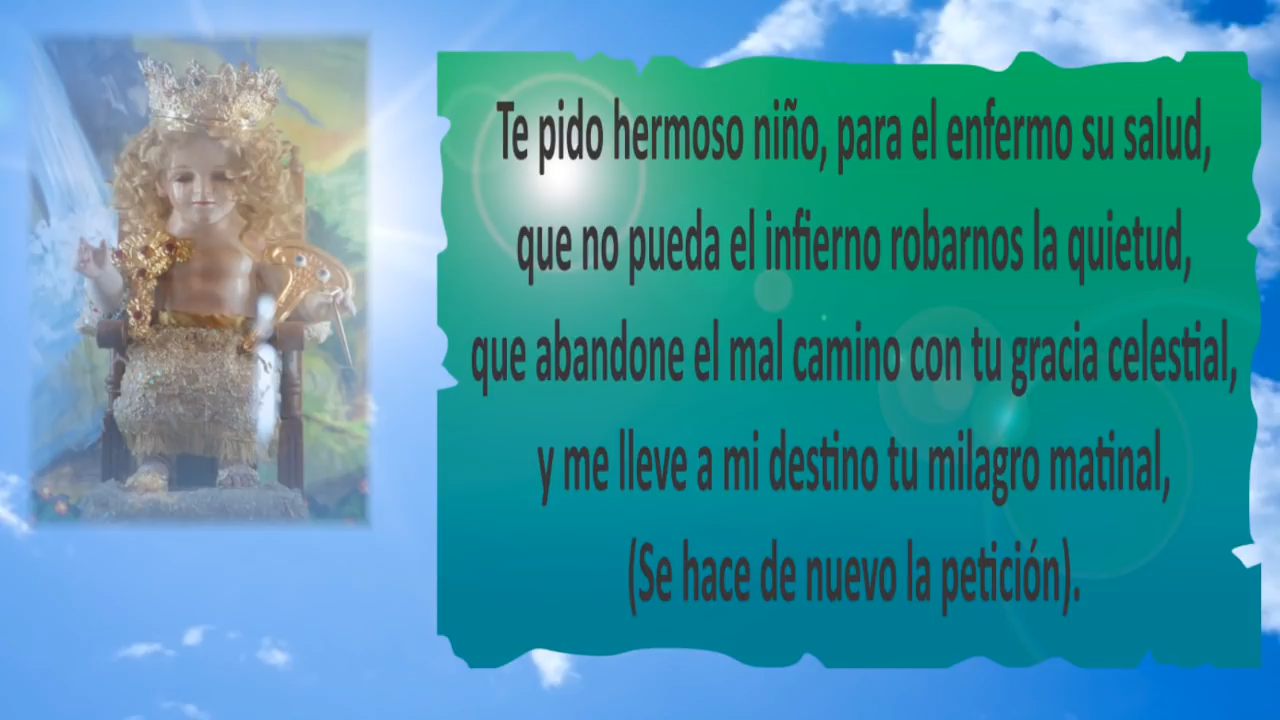 Te pido hermoso niño, para el enfermo su salud,
que no pueda el infierno robarnos la quietud,
que abandone el mal camino con tu gracia celestial,
y me lleve a mi destino tu milagro matinal,
(Se hace de nuevo la petición).